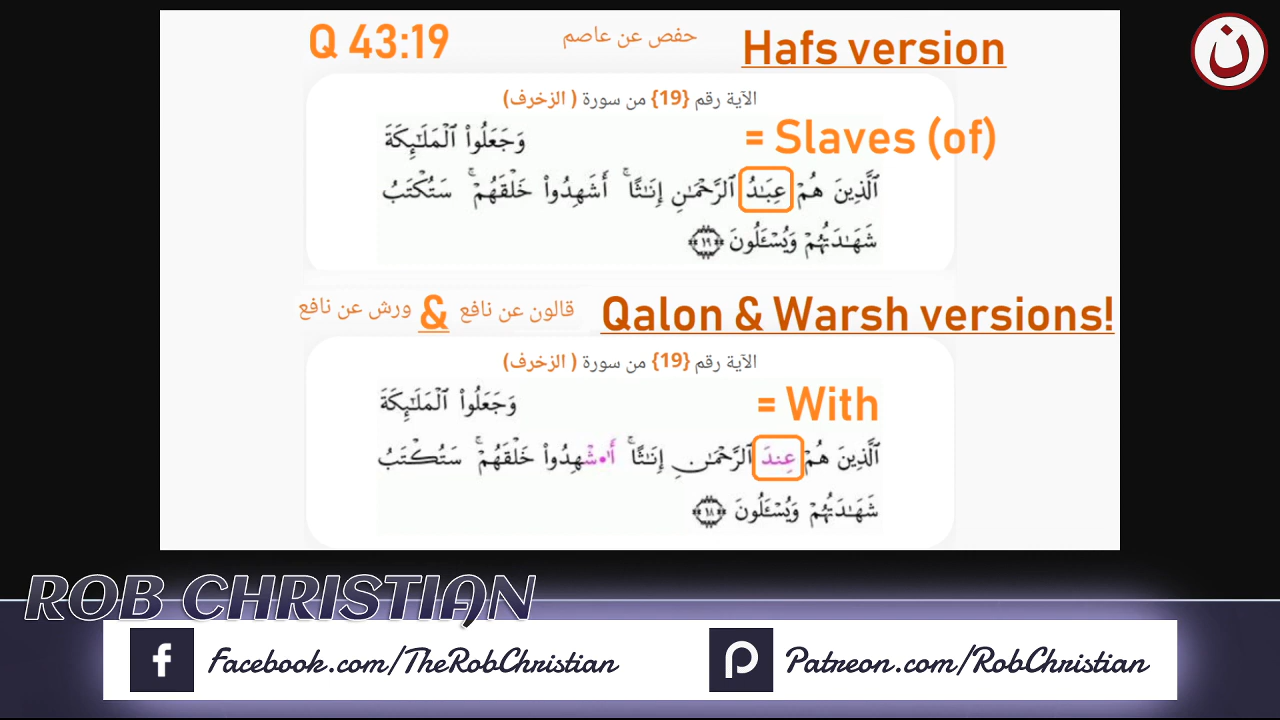 Q 43:19 حفص عن عاصم Hafs version
ن
الآية رقم {19} من سورة ( الزخرف)
= Slaves (of)
وَجَعَلُوا۟ ٱلْمَلَـٰٓئِكَةَ
ٱلَّذِينَ هُمْ عِبَـٰدُ ٱلرَّحْمَـٰنِ إِنَـٰثًا ۚ أَشَهِدُوا۟ خَلْقَهُمْ ۚ سَتُكْتَبُ
شَهَـٰدَتُهُمْ وَيُسْـَٔلُونَ ١٩
ورش عن نافع & قالون عن نافع Qalon & Warsh versions!
الآية رقم {19} من سورة ( الزخرف)
= With
وَجَعَلُوا۟ ٱلْمَلَـٰٓئِكَةَ
ٱلَّذِينَ هُمْ عِندَ ٱلرَّحْمَـٰنِ إِنَـٰثًا ۚ أَ•ُشْهِدُوا۟ خَلْقَهُمْ ۚ سَتُكْتَبُ
شَهَـٰدَتُهُمْ وَيُسْـَٔلُونَ ١٨
ROB CHRISTIAN
Facebook.com/TheRobChristian
Patreon.com/RobChristian